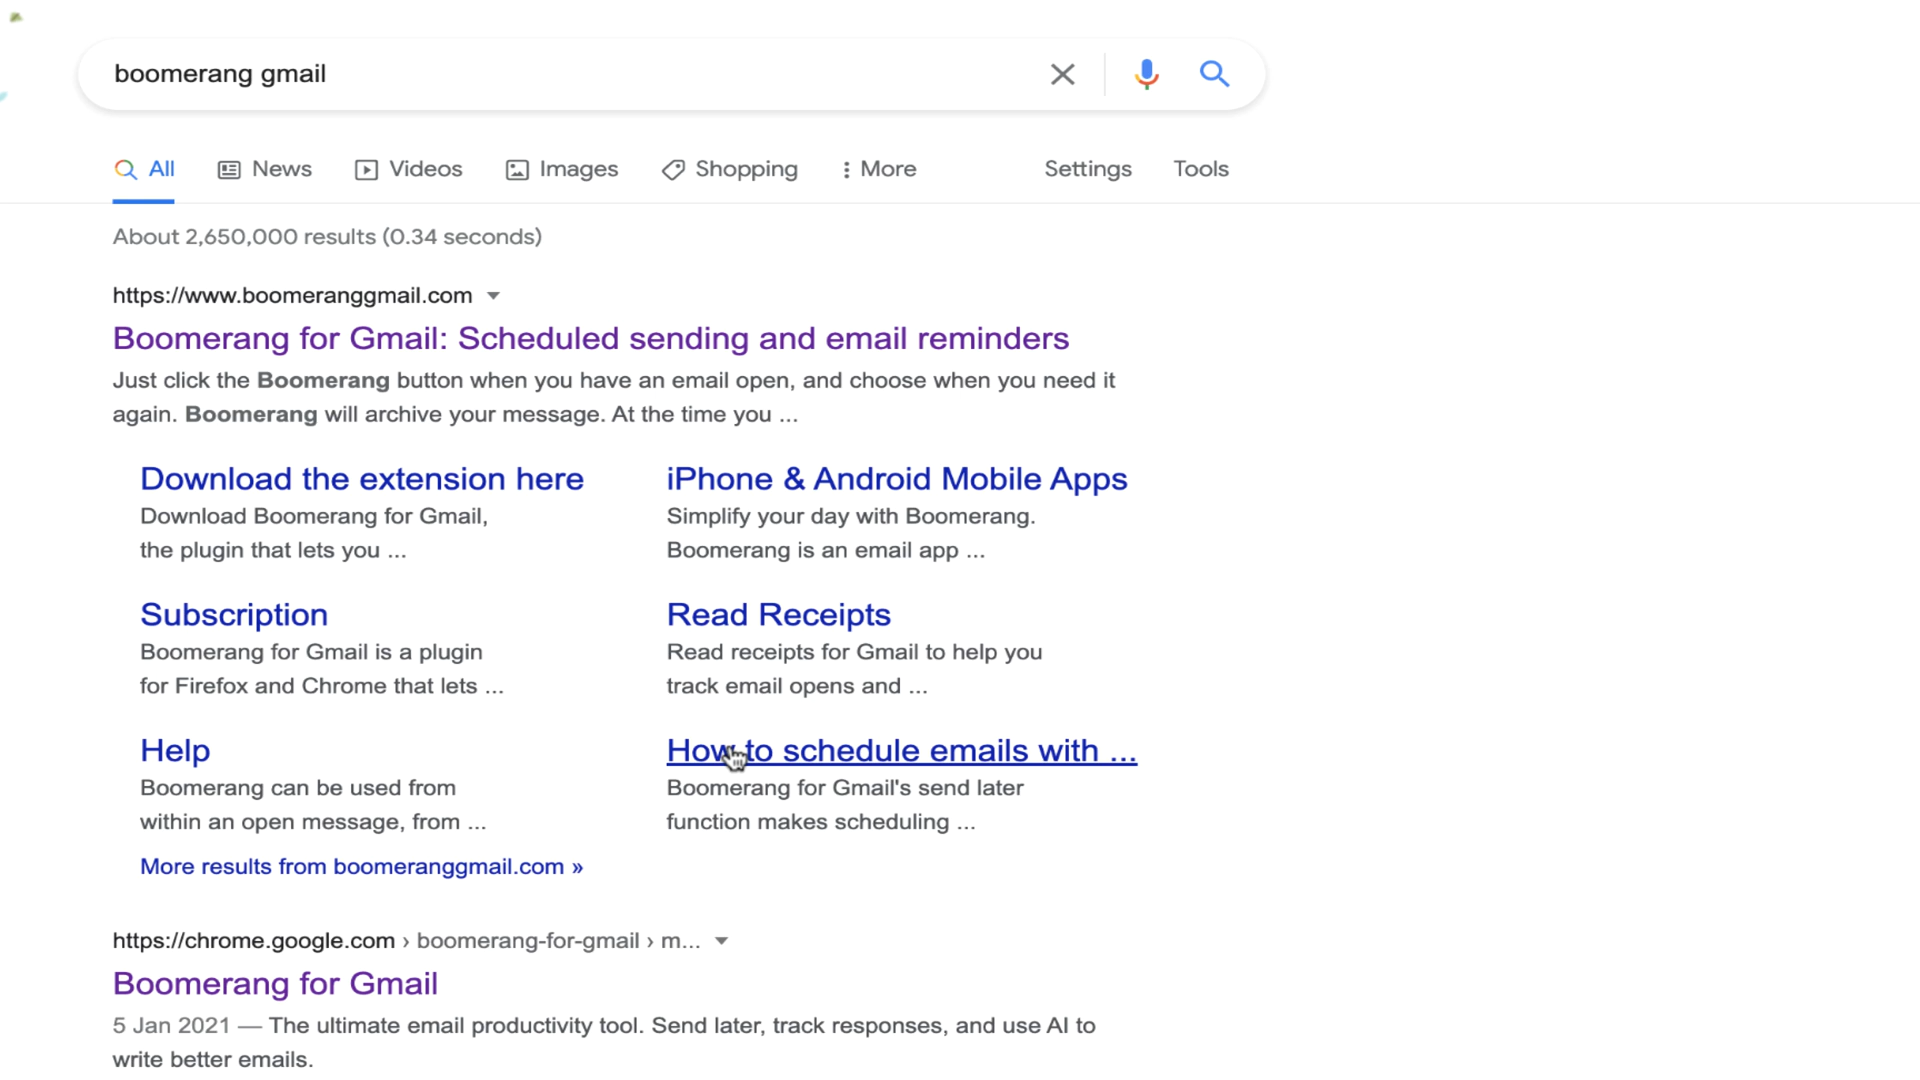 boomerang gmail
All News Videos Images Shopping More Settings Tools
About 2,650,000 results (0.34 seconds)
https://www.boomeranggmail.com
Boomerang for Gmail: Scheduled sending and email reminders
Just click the Boomerang button when you have an email open, and choose when you need it
again. Boomerang will archive your message. At the time you ...
Download the extension here
Download Boomerang for Gmail,
the plugin that lets you ...
iPhone & Android Mobile Apps
Simplify your day with Boomerang.
Boomerang is an email app ...
Subscription
Boomerang for Gmail is a plugin
for Firefox and Chrome that lets ...
Read Receipts
Read receipts for Gmail to help you
track email opens and ...
Help
Boomerang can be used from
within an open message, from ...
How to schedule emails with ...
Boomerang for Gmail's send later
function makes scheduling ...
More results from boomeranggmail.com »
https://chrome.google.com › boomerang-for-gmail › m...
Boomerang for Gmail
5 Jan 2021 — The ultimate email productivity tool. Send later, track responses, and use AI to
write better emails.